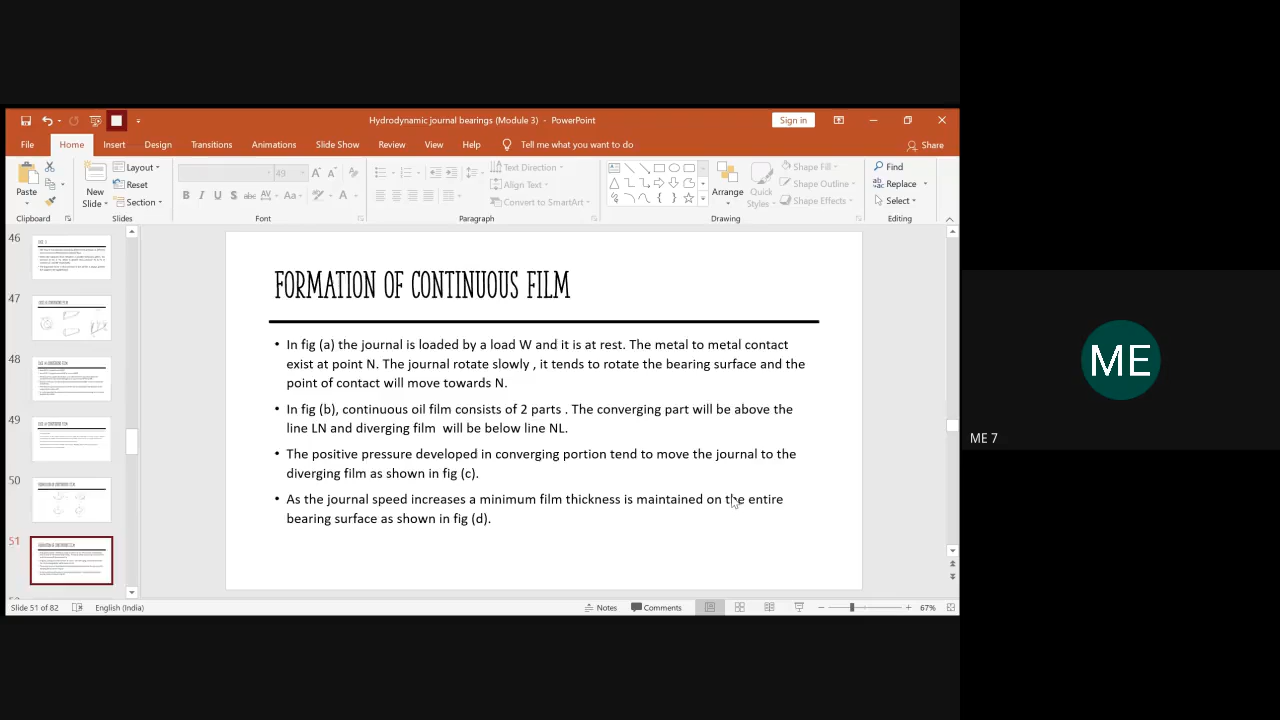 Hydrodynamic journal bearings (Module 3) - PowerPoint
Sign in
File Home Insert Design Transitions Animations Slide Show Review View Help Tell me what you want to do Share
Paste
Clipboard
New Slide
Layout
Reset
Section
Slides
49
B I U S abc AV Aa A
Font
Text Direction
Align Text
Convert to SmartArt
Paragraph
Arrange
Quick Styles
Shape Fill
Shape Outline
Shape Effects
Drawing
Find
Replace
Select
Editing
46
47
48
49
50
51
FORMATION OF CONTINUOUS FILM
• In fig (a) the journal is loaded by a load W and it is at rest. The metal to metal contact
exist at point N. The journal rotates slowly , it tends to rotate the bearing surface and the
point of contact will move towards N.
• In fig (b), continuous oil film consists of 2 parts . The converging part will be above the
line LN and diverging film will be below line NL.
• The positive pressure developed in converging portion tend to move the journal to the
diverging film as shown in fig (c).
• As the journal speed increases a minimum film thickness is maintained on the entire
bearing surface as shown in fig (d).
Slide 51 of 82 English (India) Notes Comments 67%
ME
ME 7